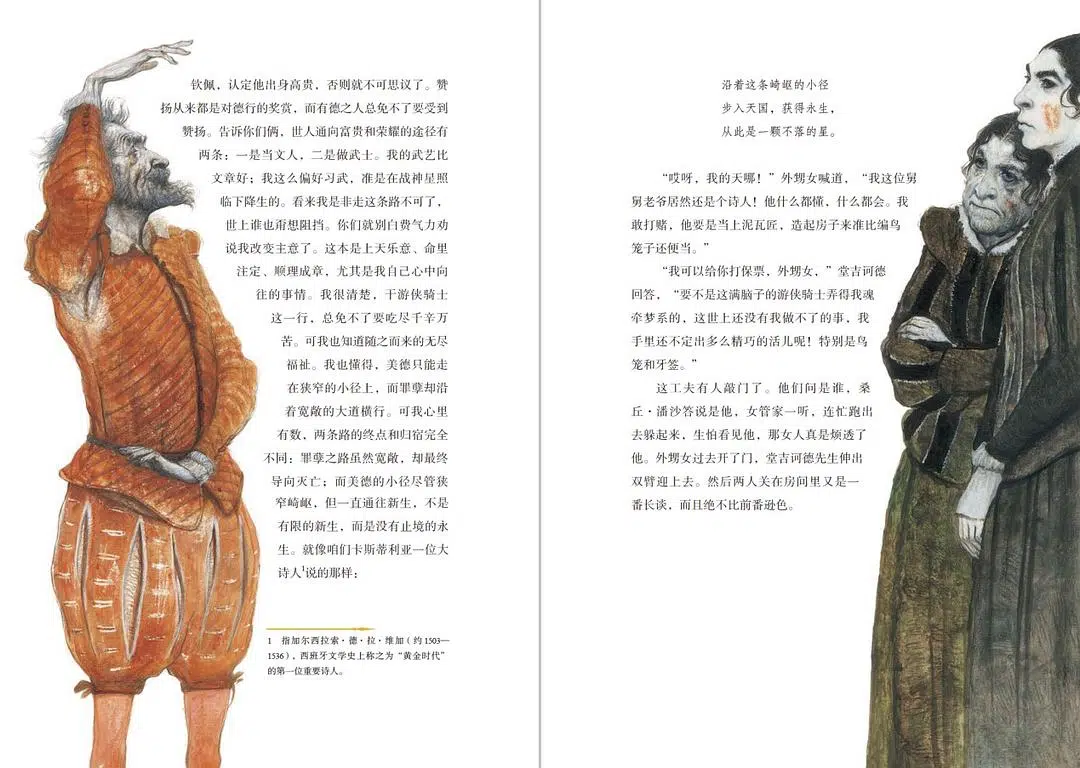 钦佩，认定他出身高贵，否则就不可思议了。赞
扬从来都是对德行的奖赏，而有德之人总免不了要受到
赞扬。告诉你们俩，世人通向富贵和荣耀的途径有
两条：一是当文人，二是做武士。我的武艺比
文章好；我这么偏好习武，准是在战神星照
临下降生的。看来我是非走这条路不可了，
世上谁也甭想阻挡。你们就别白费气力劝
说我改变主意了。这本是上天乐意、命里
注定、顺理成章，尤其是我自己心中向
往的事情。我很清楚，干游侠骑士
这一行，总免不了要吃尽千辛万
苦。可我也知道随之而来的无尽
福祉。我也懂得，美德只能走
在狭窄的小径上，而罪孽却沿
着宽敞的大道横行。可我心里
有数，两条路的终点和归宿完全
不同：罪孽之路虽然宽敞，却最终
导向灭亡；而美德的小径尽管狭
窄崎岖，但一直通往新生，不是
有限的新生，而是没有止境的永
生。就像咱们卡斯蒂利亚一位大
诗人1说的那样：
1 指加尔西拉索·德·拉·维加（约1503—
1536），西班牙文学史上称之为“黄金时代”
的第一位重要诗人。
沿着这条崎岖的小径
步入天国，获得永生，
从此是一颗不落的星。
“哎呀，我的天哪！”外甥女喊道，“我这位舅
舅老爷居然还是个诗人！他什么都懂，什么都会。我
敢打赌，他要是当上泥瓦匠，造起房子来准比编鸟
笼子还便当。”
“我可以给你打保票，外甥女，”堂吉诃德
回答，“要不是这满脑子的游侠骑士弄得我魂
牵梦系的，这世上还没有我做不了的事，我
手里还不定出多么精巧的活儿呢！特别是鸟
笼和牙签。”
这工夫有人敲门了。他们问是谁，桑
丘·潘沙答说是他，女管家一听，连忙跑出
去躲起来，生怕看见他，那女人真是烦透了
他。外甥女过去开了门，堂吉诃德先生伸出
双臂迎上去。然后两人关在房间里又是一
番长谈，而且绝不比前番逊色。